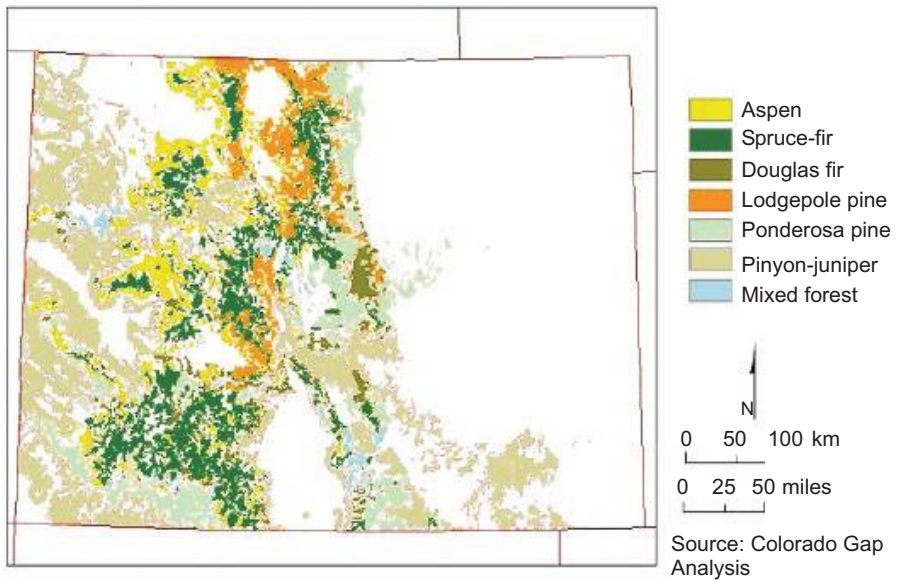 Aspen
Spruce-fir
Douglas fir
Lodgepole pine
Ponderosa pine
Pinyon-juniper
Mixed forest
N
0 50 100 km
0 25 50 miles
Source: Colorado Gap
Analysis